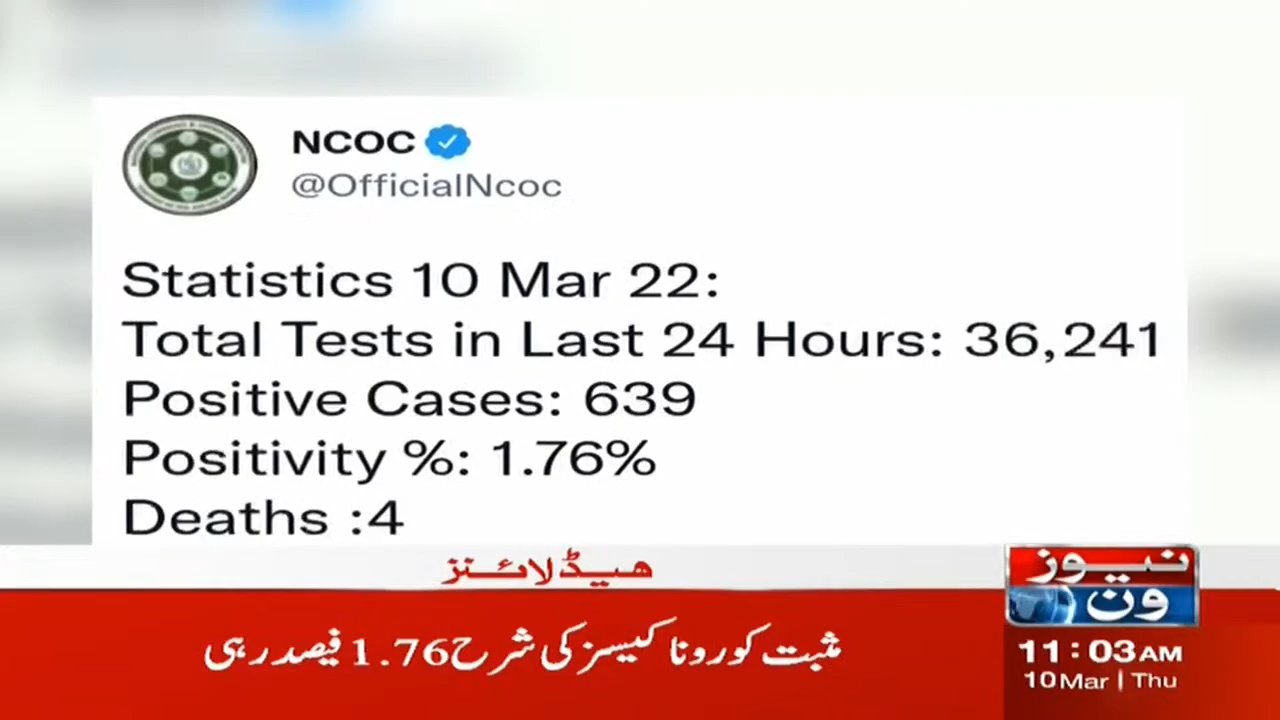 NCOC
@OfficialNcoc
Statistics 10 Mar 22:
Total Tests in Last 24 Hours: 36,241
Positive Cases: 639
Positivity %: 1.76%
Deaths :4
ہیڈلائنز
مثبت کورونا کیسز کی شرح 1.76 فیصد رہی
نیوز
ون
11:03AM
10Mar | Thu